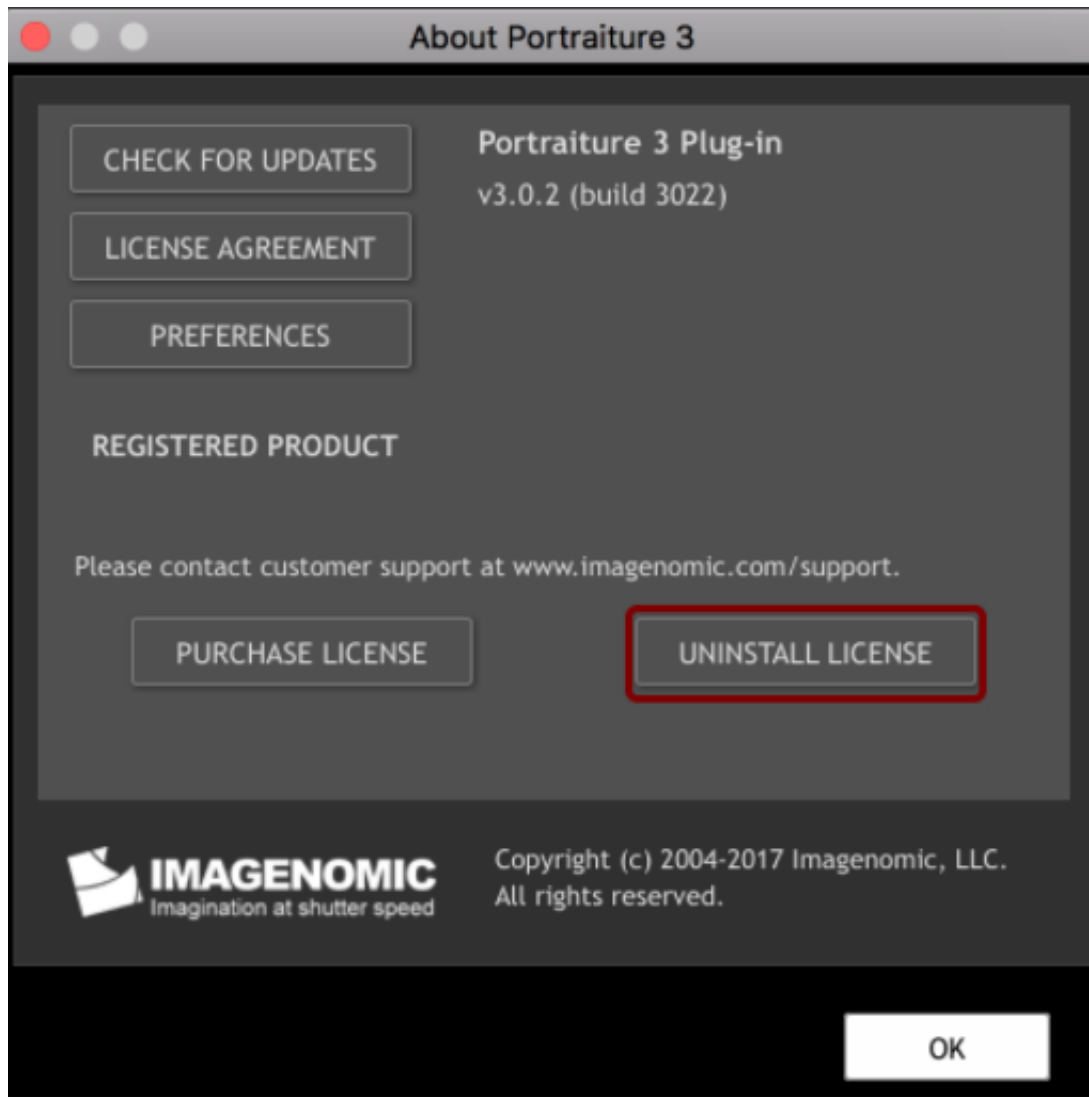 About Portraiture 3
CHECK FOR UPDATES
Portraiture 3 Plug-in
v3.0.2 (build 3022)
LICENSE AGREEMENT
PREFERENCES
REGISTERED PRODUCT
Please contact customer support at www.imagenomic.com/support.
PURCHASE LICENSE
UNINSTALL LICENSE
IMAGENOMIC
Imagination at shutter speed
Copyright (c) 2004-2017 Imagenomic, LLC.
All rights reserved.
OK